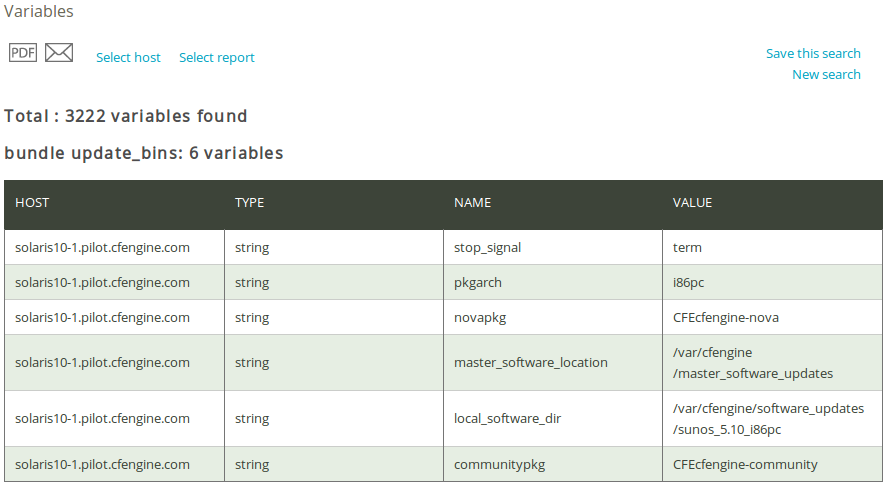 Variables
PDF Select host Select report
Save this search
New search
Total : 3222 variables found
bundle update_bins: 6 variables
HOST TYPE NAME VALUE
solaris10-1.pilot.cfengine.com string stop_signal term
solaris10-1.pilot.cfengine.com string pkgarch i86pc
solaris10-1.pilot.cfengine.com string novapkg CFEcfengine-nova
solaris10-1.pilot.cfengine.com string master_software_location /var/cfengine
/master_software_updates
solaris10-1.pilot.cfengine.com string local_software_dir /var/cfengine/software_updates
/sunos_5.10_i86pc
solaris10-1.pilot.cfengine.com string communitypkg CFEcfengine-community